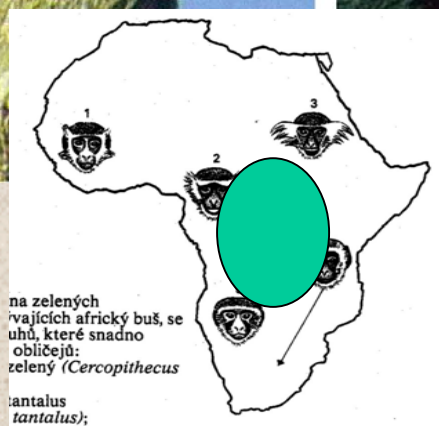 1
3
2
na zelených
vajících africký buš, se
uhů, které snadno
obličejů:
zelený (Cercopithecus
tantalus
tantalus);